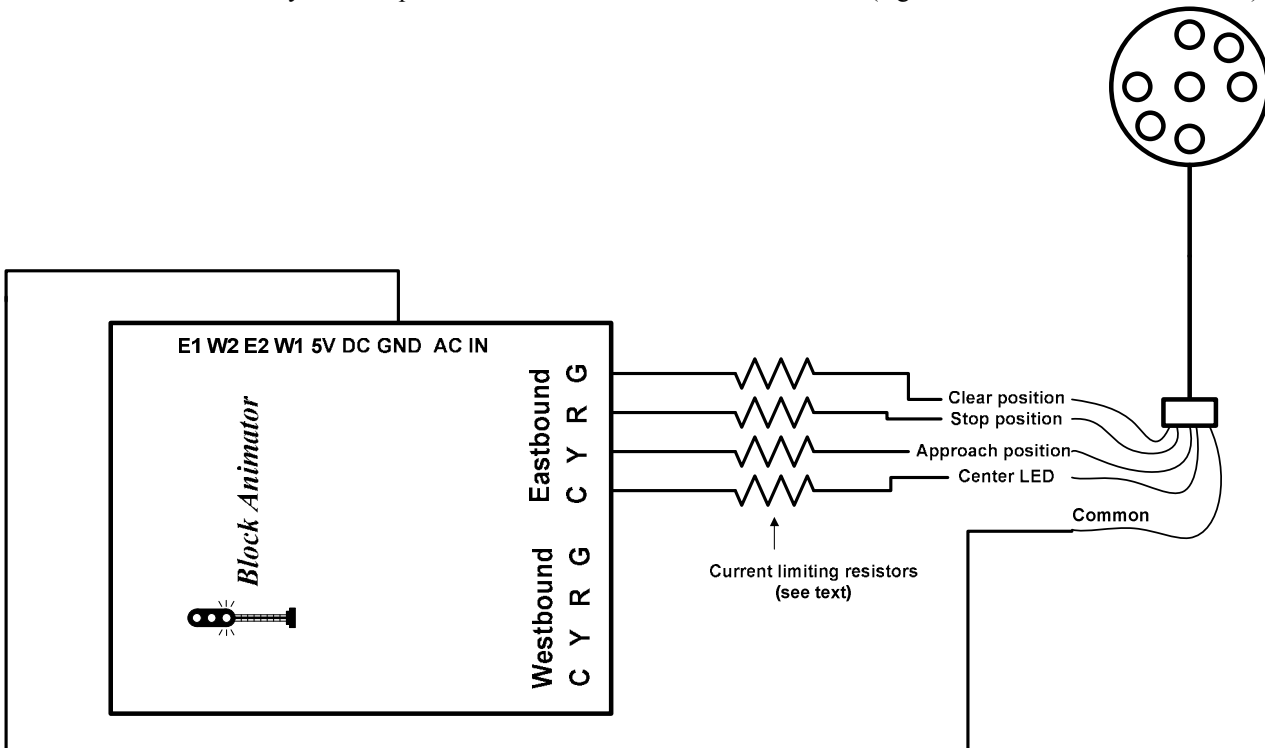 E1 W2 E2 W1 5V DC GND AC IN
Block Animator
Eastbound
G
R
Y
C
Westbound
G
R
Y
C
Clear position
Stop position
Approach position
Center LED
Common
Current limiting resistors
(see text)